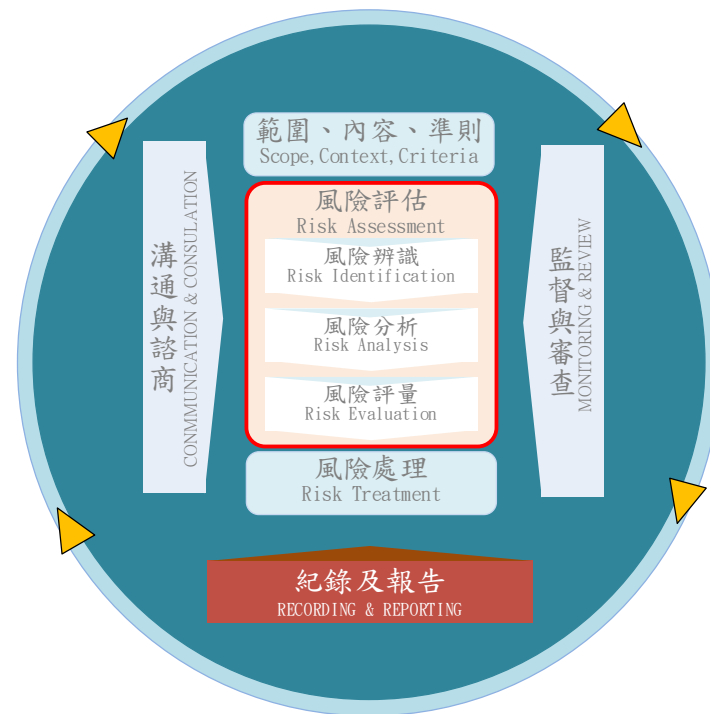 範圍、內容、準則
Scope,Context,Criteria
風險評估
Risk Assessment
風險辨識
Risk Identification
風險分析
Risk Analysis
風險評量
Risk Evaluation
風險處理
Risk Treatment
溝通與諮商
CONMMUNICATION & CONSULATION
監督與審查
MONITORING & REVIEW
紀錄及報告
RECORDING & REPORTING